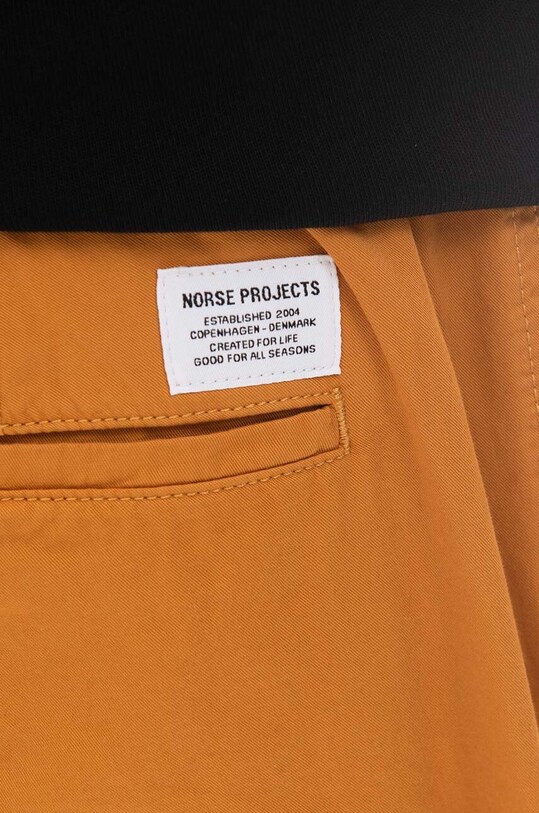 NORSE PROJECTS
ESTABLISHED 2004
COPENHAGEN - DENMARK
CREATED FOR LIFE
GOOD FOR ALL SEASONS